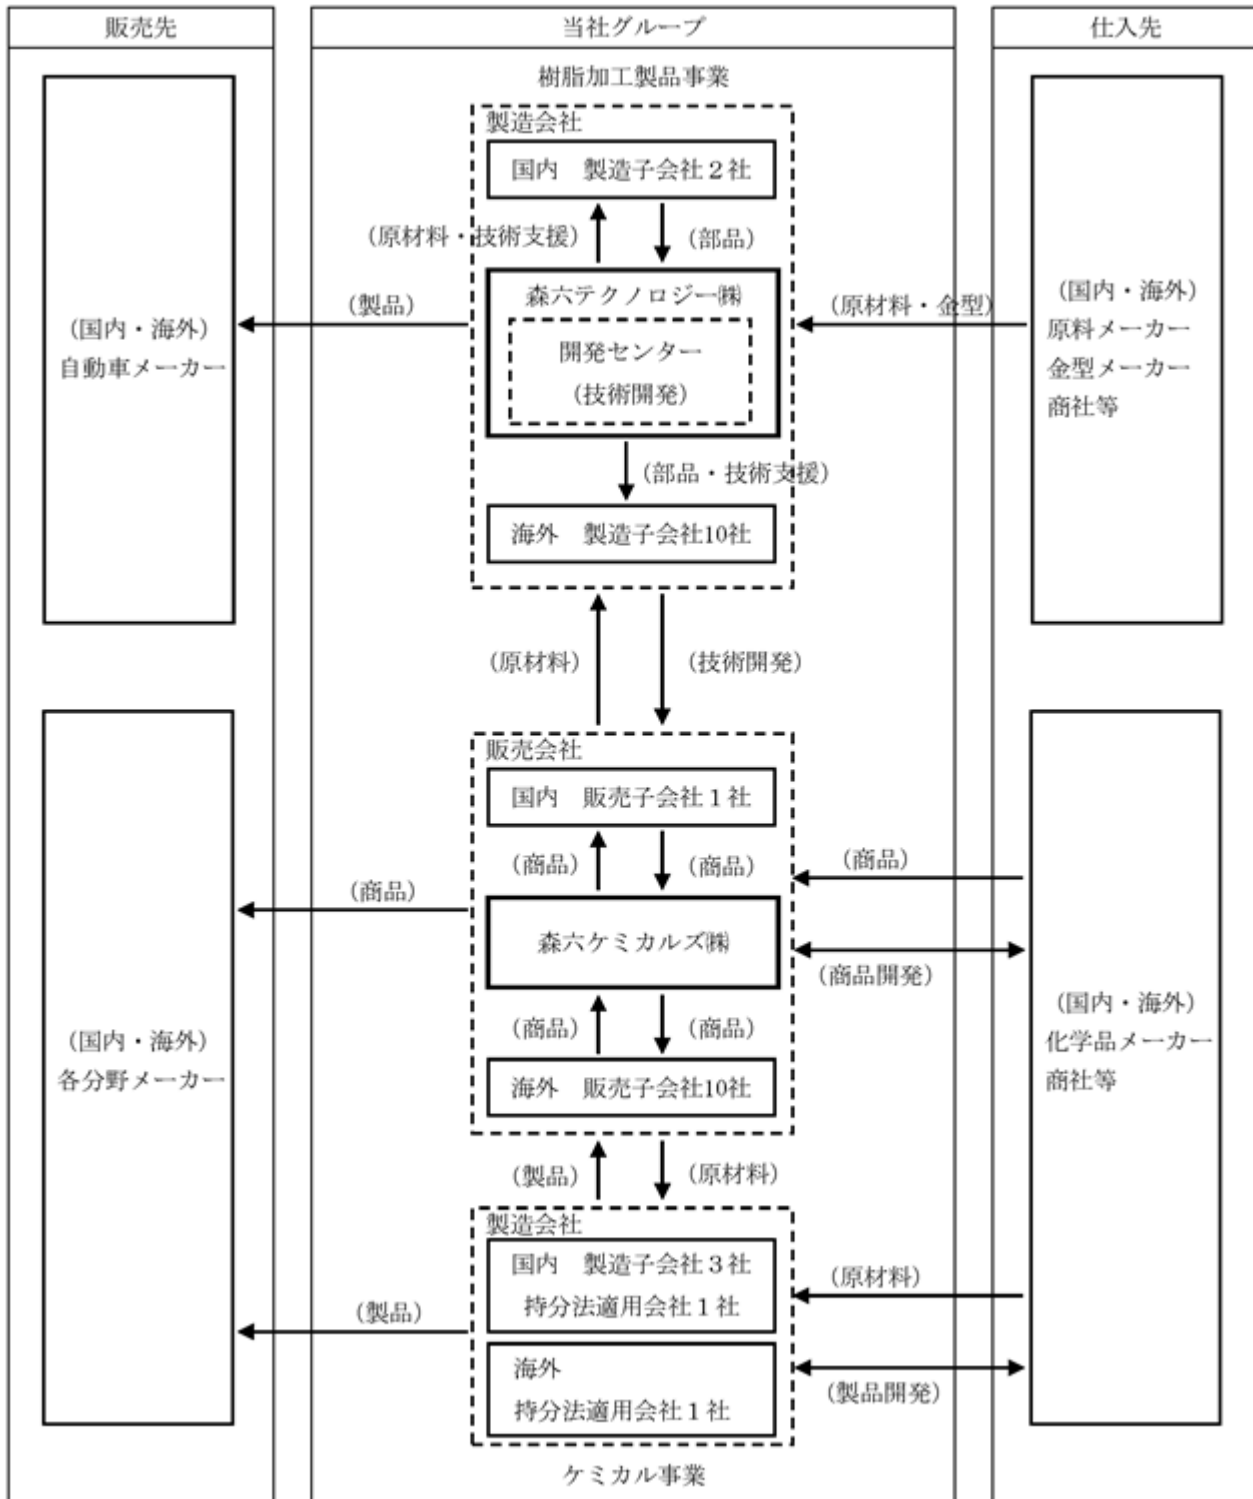 販売先
当社グループ
仕入先
樹脂加工製品事業
製造会社
国内　製造子会社２社
(原材料・技術支援)
(部品)
森六テクノロジー㈱
開発センター
(技術開発)
(製品)
(原材料・金型)
(国内・海外)
自動車メーカー
(国内・海外)
原料メーカー
金型メーカー
商社等
(部品・技術支援)
海外　製造子会社10社
(原材料)
(技術開発)
販売会社
国内　販売子会社１社
(商品)
(商品)
(商品)
(商品)
森六ケミカルズ㈱
(商品開発)
(商品)
(商品)
海外　販売子会社10社
(国内・海外)
各分野メーカー
(国内・海外)
化学品メーカー
商社等
(製品)
(原材料)
製造会社
国内　製造子会社３社
持分法適用会社１社
(原材料)
(製品)
海外
持分法適用会社１社
(製品開発)
ケミカル事業